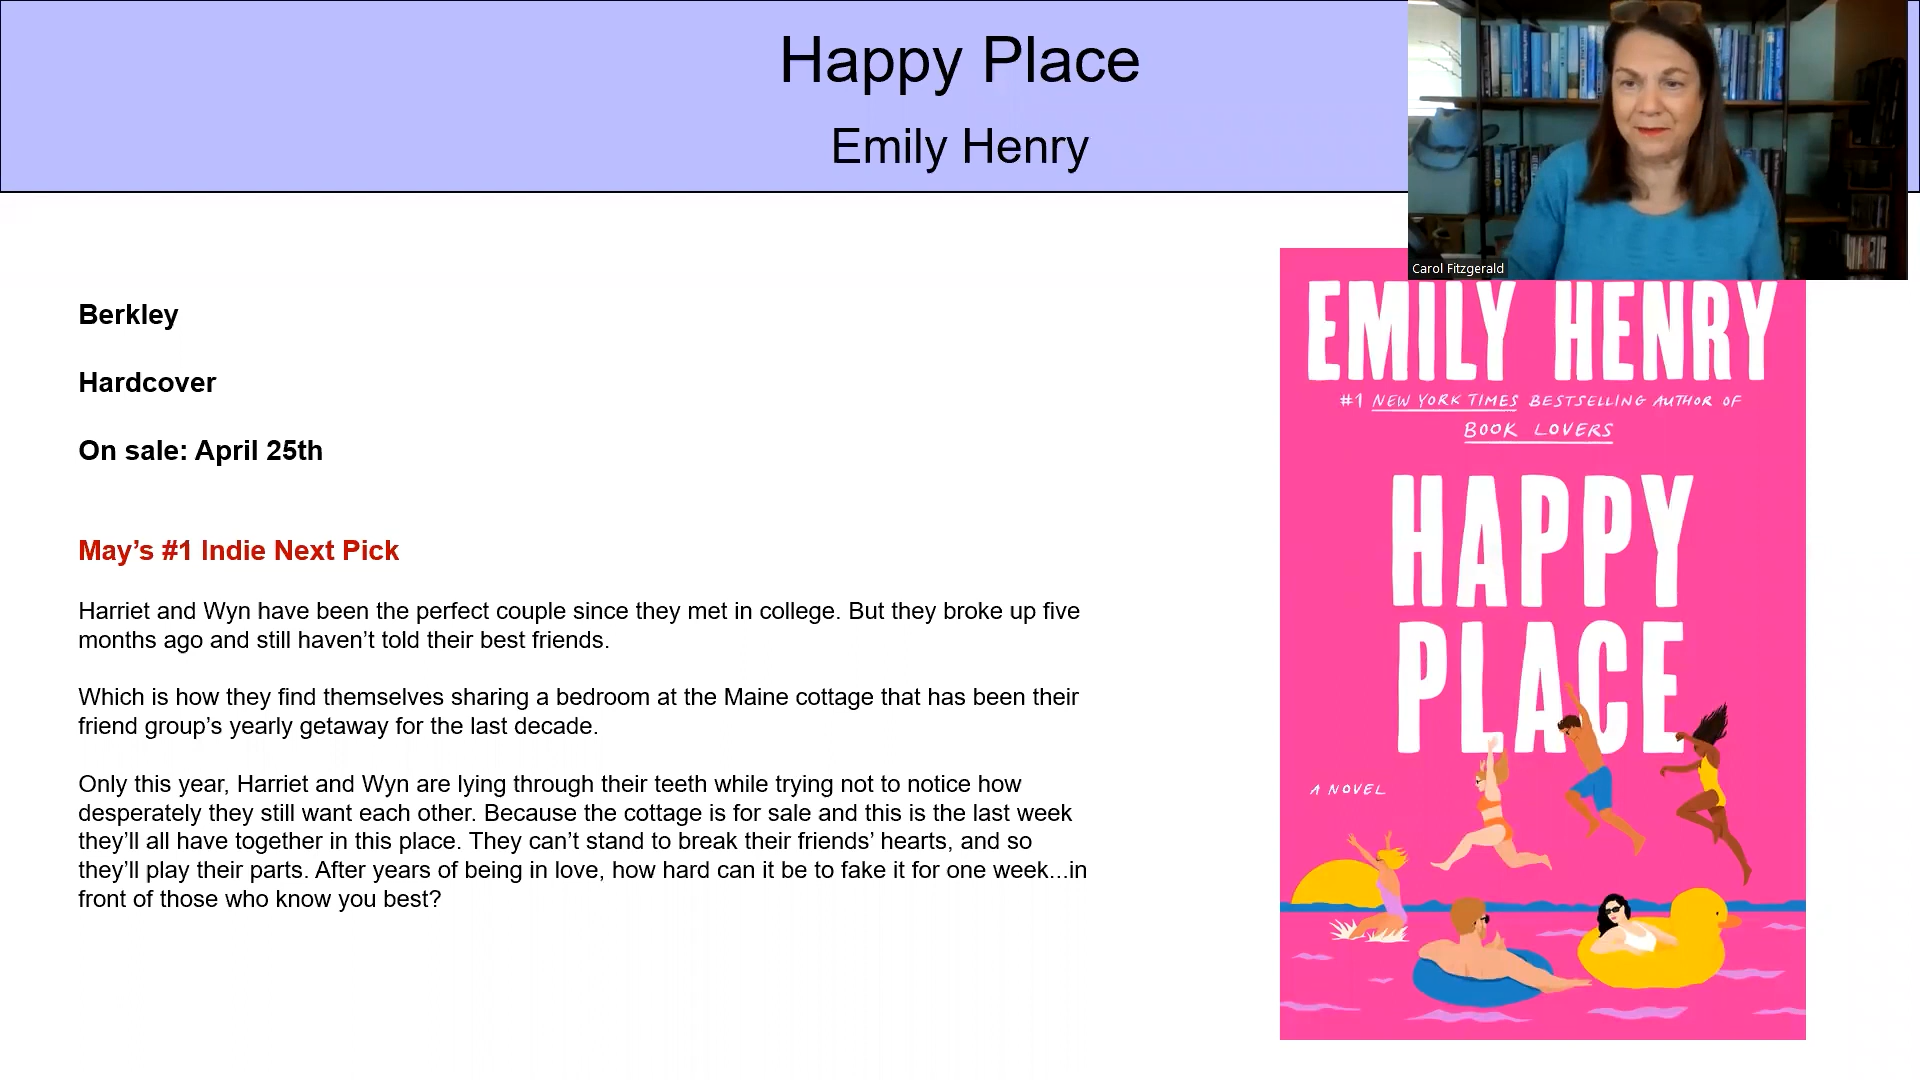 Happy Place
Emily Henry
Carol Fitzgerald
Berkley
Hardcover
On sale: April 25th
May’s #1 Indie Next Pick
Harriet and Wyn have been the perfect couple since they met in college. But they broke up five
months ago and still haven’t told their best friends.
Which is how they find themselves sharing a bedroom at the Maine cottage that has been their
friend group’s yearly getaway for the last decade.
Only this year, Harriet and Wyn are lying through their teeth while trying not to notice how
desperately they still want each other. Because the cottage is for sale and this is the last week
they’ll all have together in this place. They can’t stand to break their friends’ hearts, and so
they’ll play their parts. After years of being in love, how hard can it be to fake it for one week...in
front of those who know you best?
EMILY HENRY
#1 NEW YORK TIMES BESTSELLING AUTHOR OF
BOOK LOVERS
HAPPY
PLACE
A NOVEL